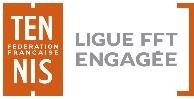 TEN
FÉDÉRATION
FRANÇAISE
NIS
LIGUE FFT
ENGAGÉE